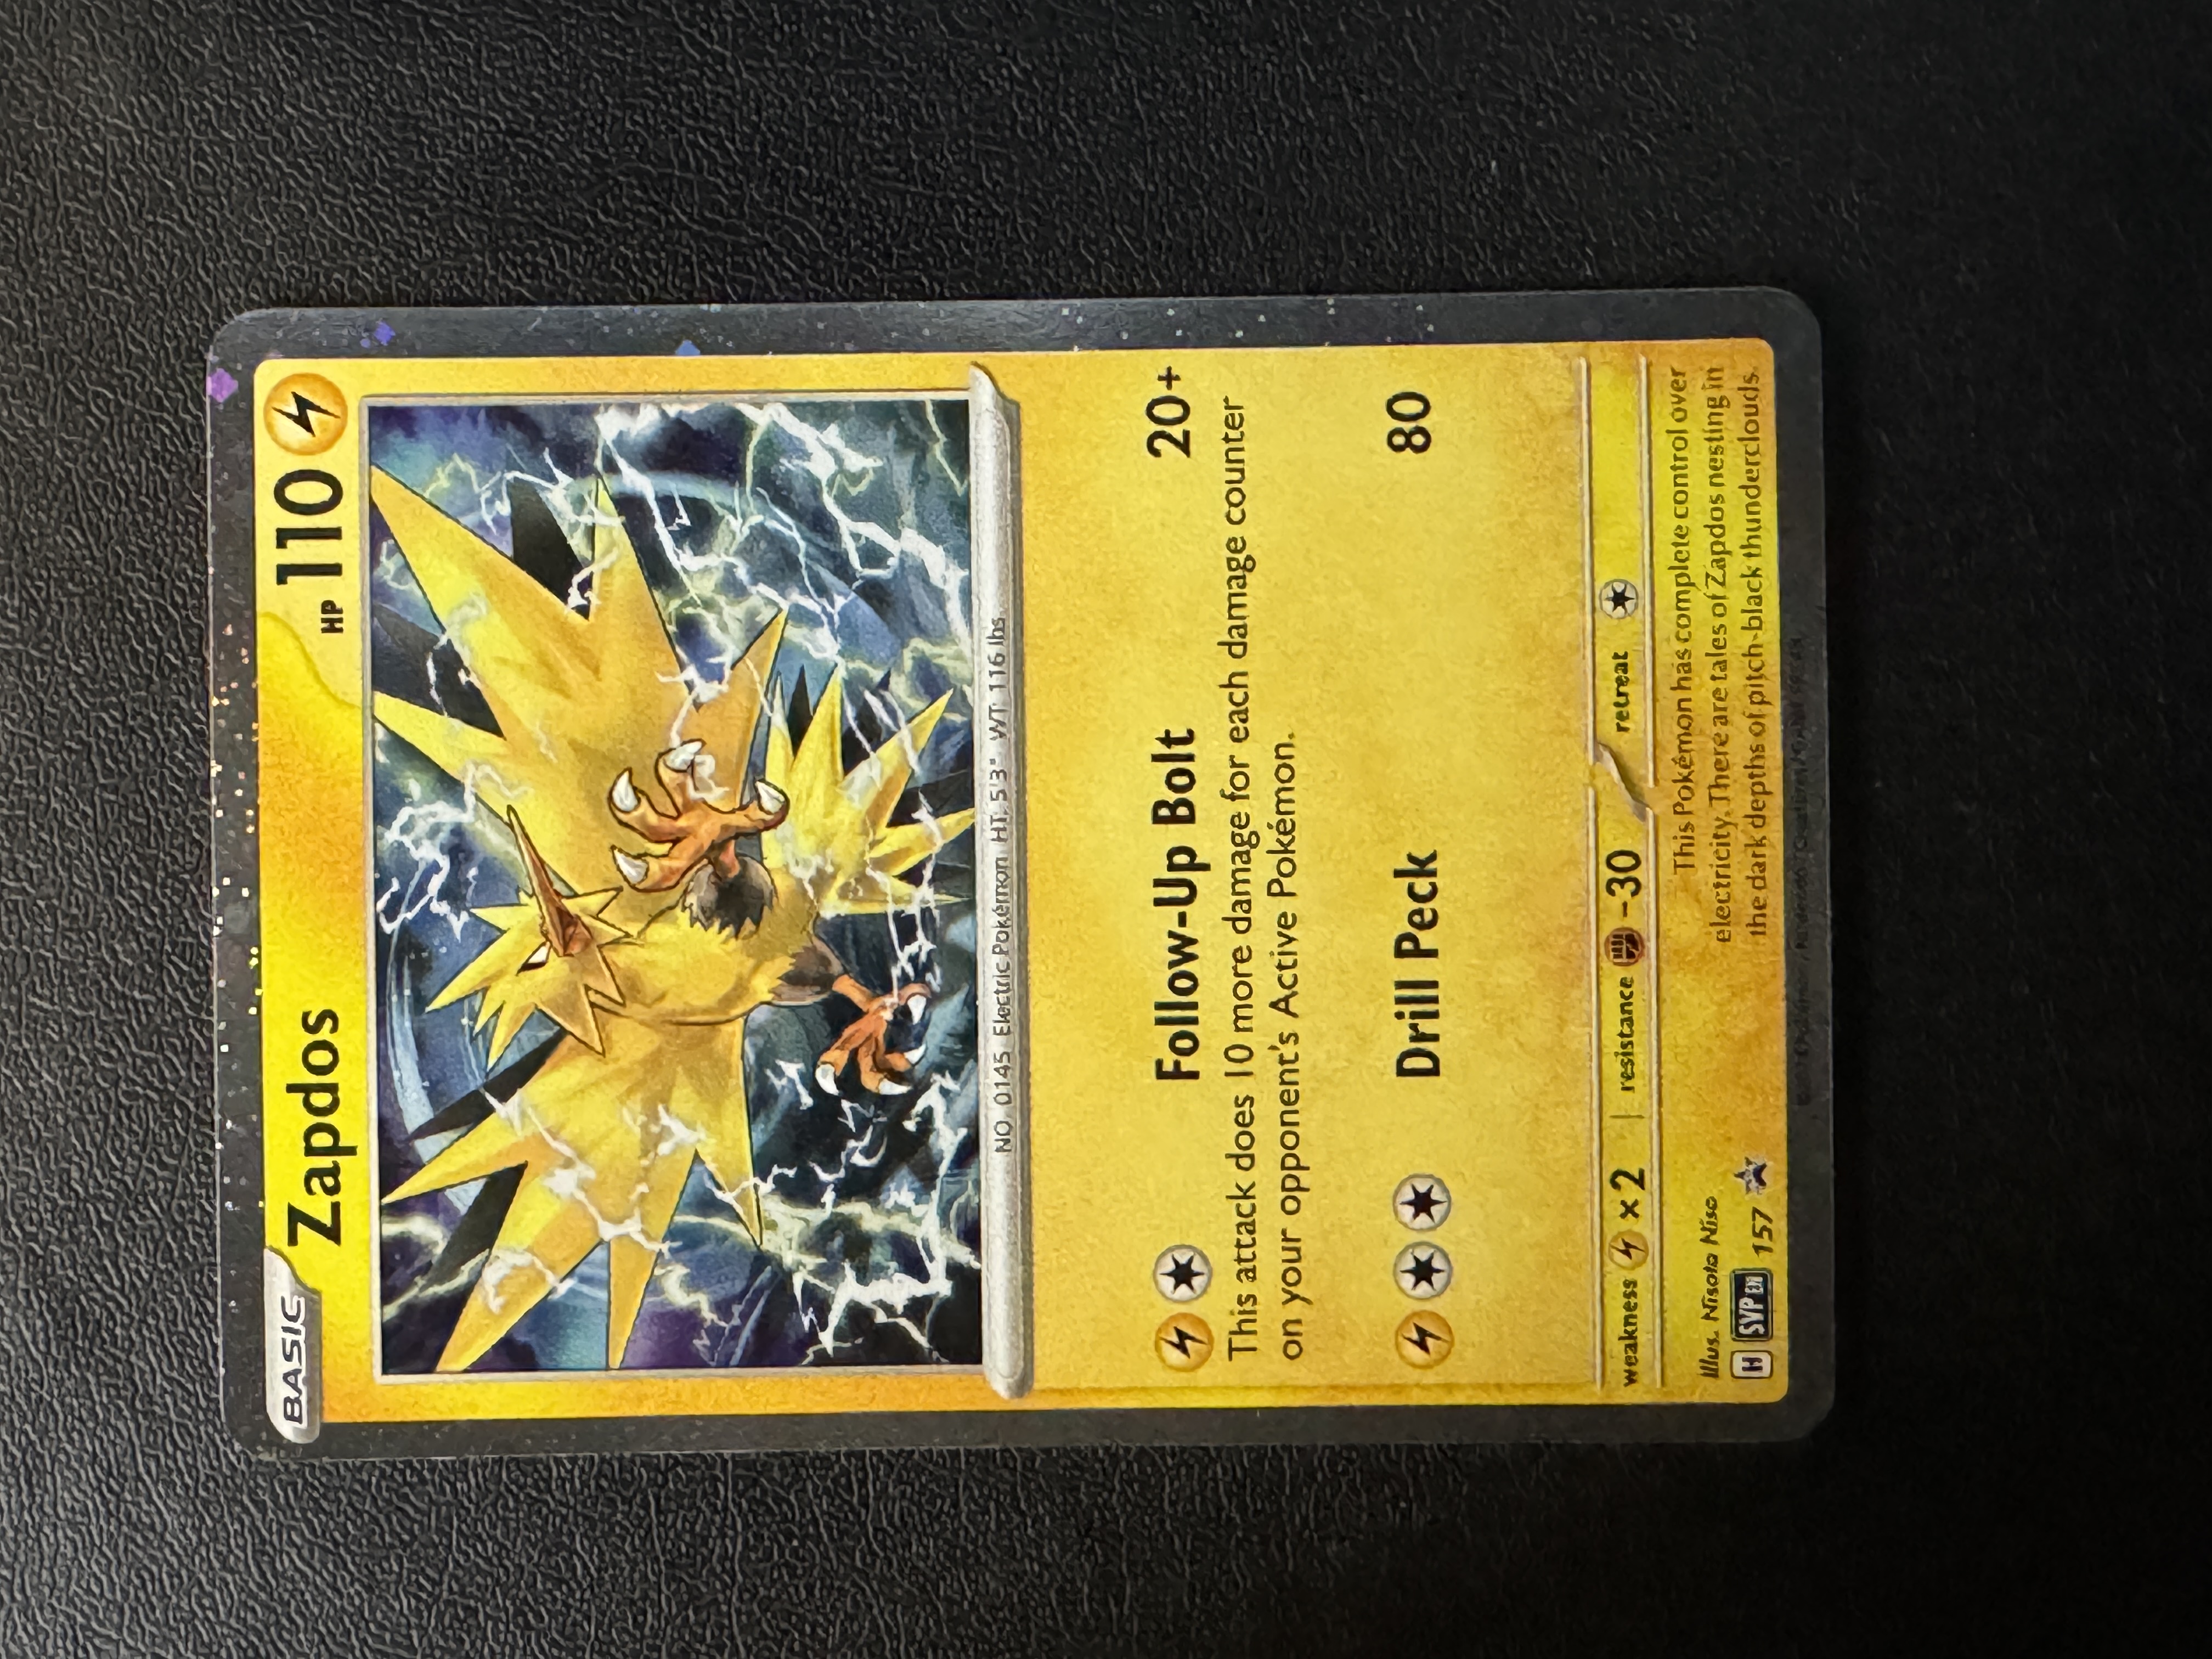 BASIC
Zapdos
HP 110
NO. 0145 Electric Pokémon HT: 5'3" WT: 116 lbs
Follow-Up Bolt 20+
This attack does 10 more damage for each damage counter
on your opponent's Active Pokémon.
Drill Peck 80
weakness ×2 resistance -30 retreat
Illus. Nisota Niso
This Pokémon has complete control over
electricity. There are tales of Zapdos nesting in
the dark depths of pitch-black thunderclouds.
H SVP EN 157